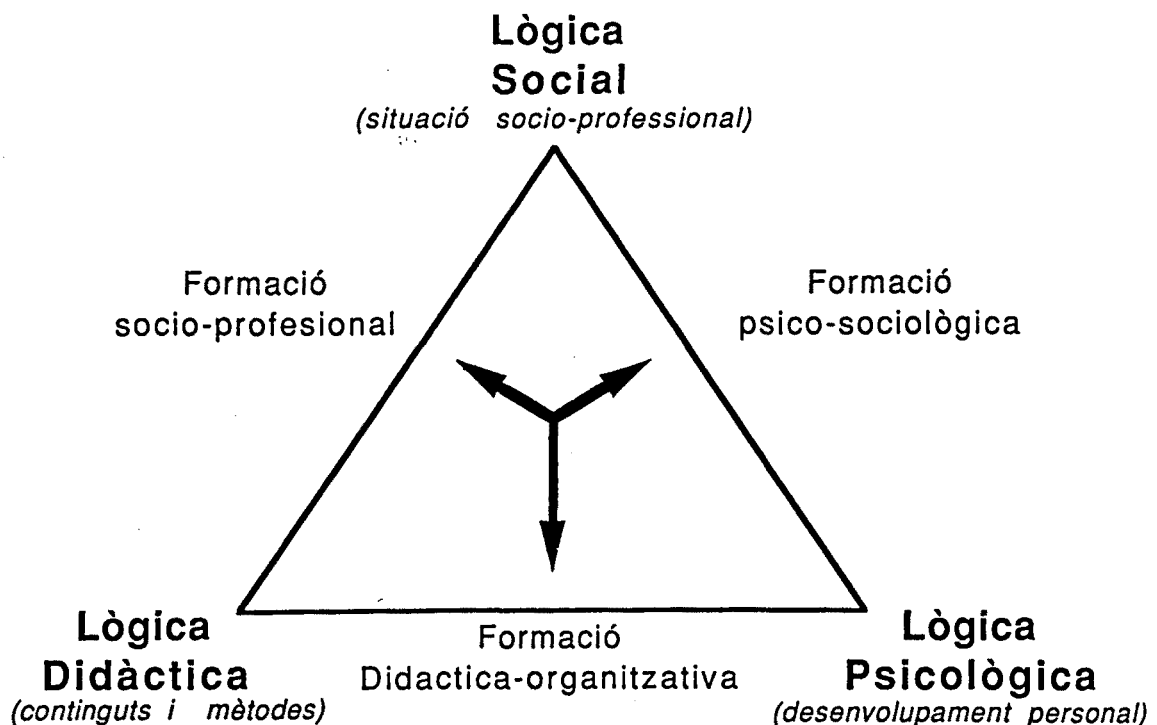 Lògica
Social
(situació socio-professional)
Formació
socio-profesional
Formació
psico-sociològica
Lògica
Didàctica
(continguts i mètodes)
Formació
Didactica-organitzativa
Lògica
Psicològica
(desenvolupament personal)